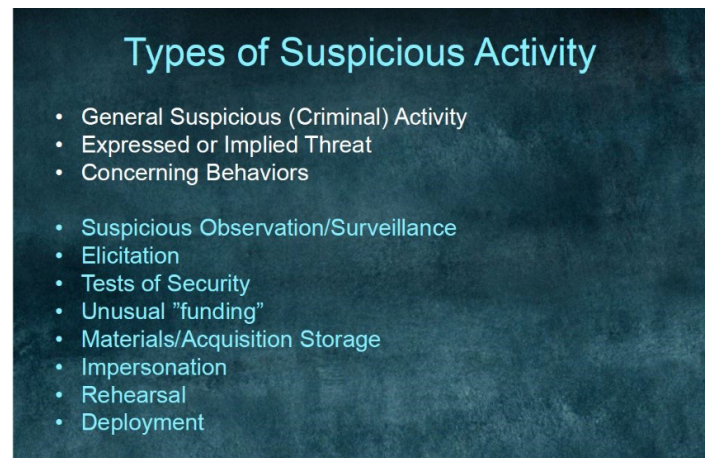 Types of Suspicious Activity
• General Suspicious (Criminal) Activity
• Expressed or Implied Threat
• Concerning Behaviors
• Suspicious Observation/Surveillance
• Elicitation
• Tests of Security
• Unusual ”funding”
• Materials/Acquisition Storage
• Impersonation
• Rehearsal
• Deployment